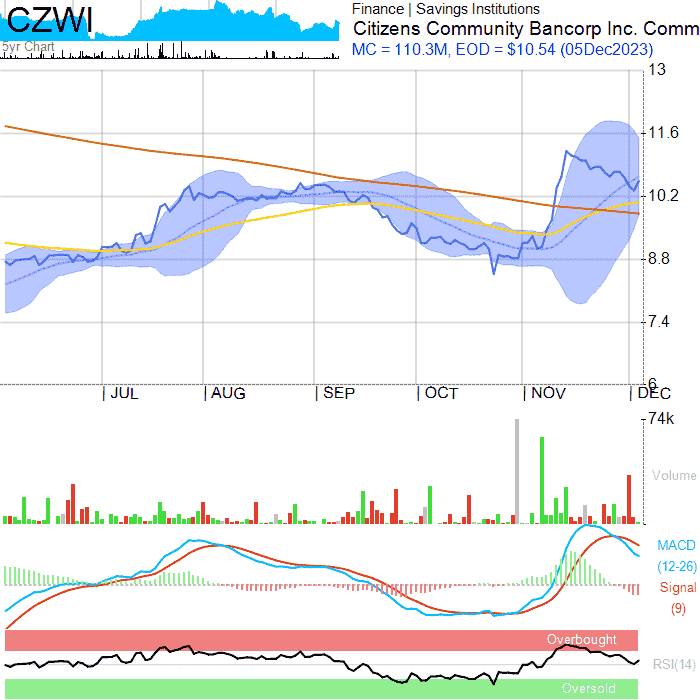 CZWI
5yr Chart
Finance | Savings Institutions
Citizens Community Bancorp Inc. Comm
MC = 110.3M, EOD = $10.54 (05Dec2023)
13
11.6
10.2
8.8
7.4
6
JUL AUG SEP OCT NOV DEC
74k
Volume
MACD
(12-26)
Signal
(9)
Overbought
RSI(14)
Oversold